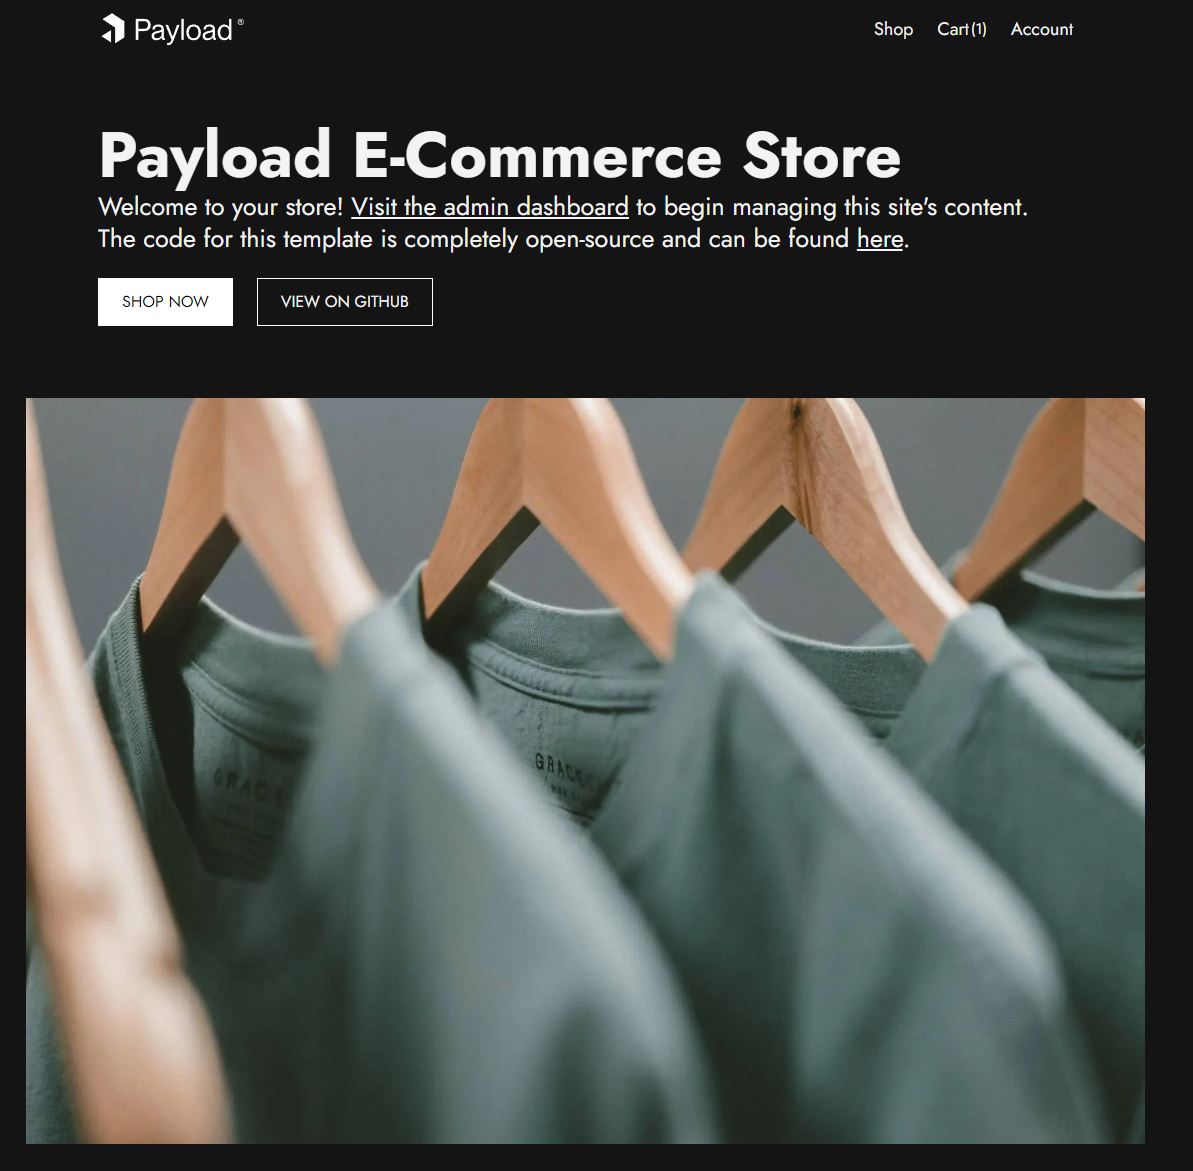 Payload®
Shop Cart(1) Account
Payload E-Commerce Store
Welcome to your store! Visit the admin dashboard to begin managing this site's content.
The code for this template is completely open-source and can be found here.
SHOP NOW VIEW ON GITHUB